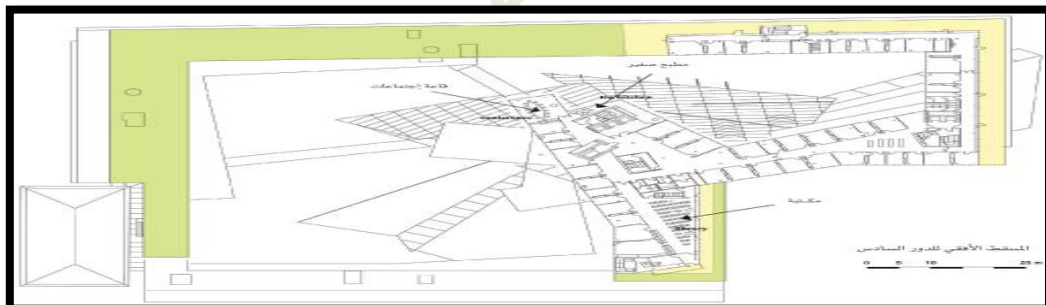 مطبخ صغير
قاعة إجتماعات
مكتبة
المسقط الأفقي للدور السادس
0 5 10 25 m